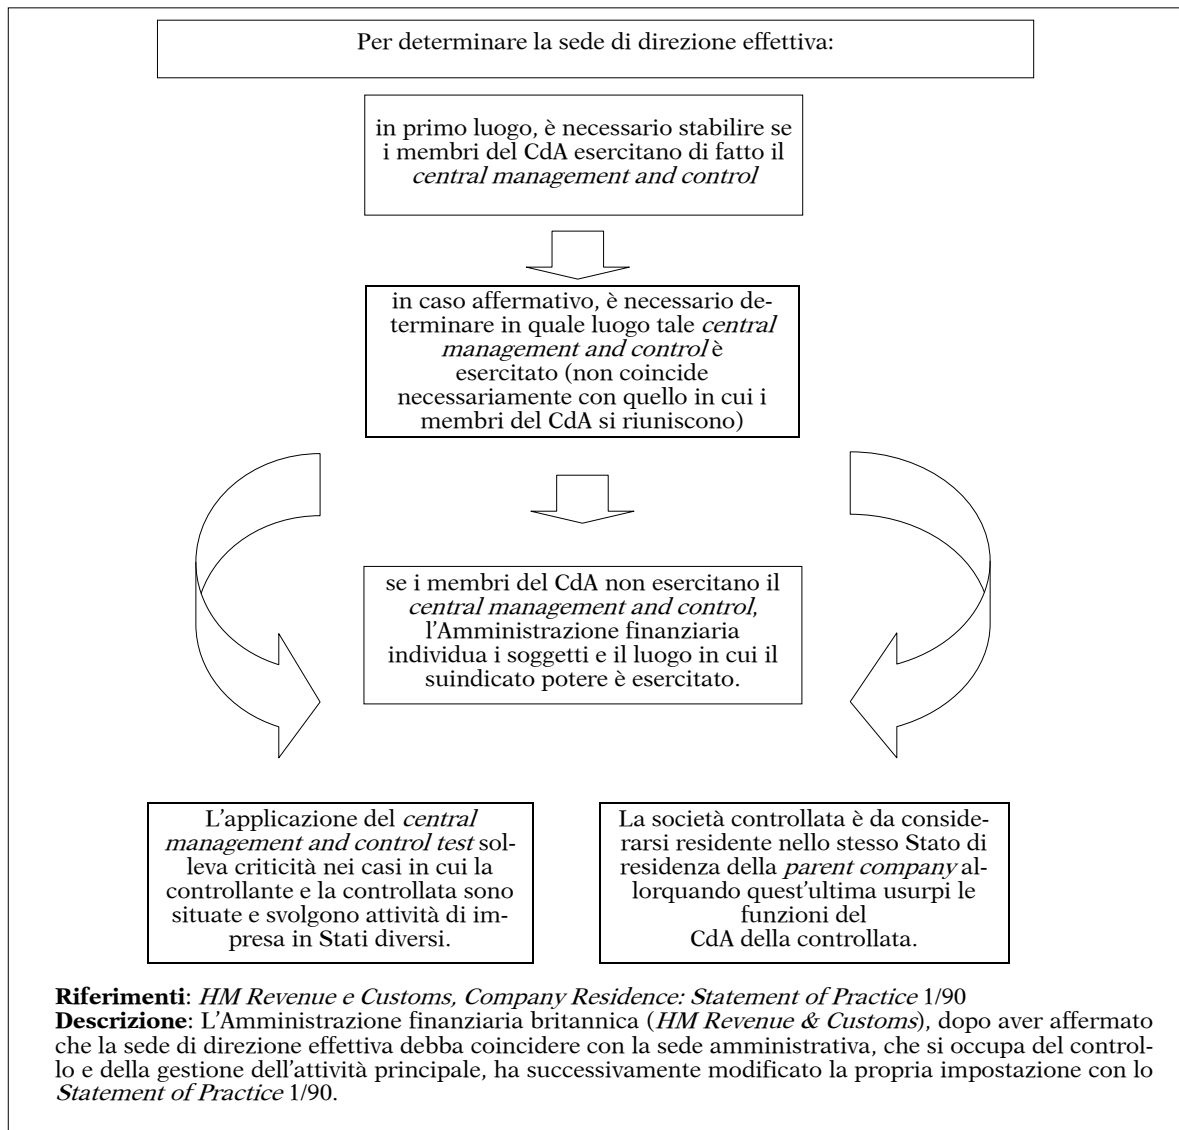 Per determinare la sede di direzione effettiva:
in primo luogo, è necessario stabilire se
i membri del CdA esercitano di fatto il
central management and control
in caso affermativo, è necessario de-
terminare in quale luogo tale central
management and control è
esercitato (non coincide
necessariamente con quello in cui i
membri del CdA si riuniscono)
se i membri del CdA non esercitano il
central management and control,
l’Amministrazione finanziaria
individua i soggetti e il luogo in cui il
suindicato potere è esercitato.
L’applicazione del central
management and control test sol-
leva criticità nei casi in cui la
controllante e la controllata sono
situate e svolgono attività di im-
presa in Stati diversi.
La società controllata è da conside-
rarsi residente nello stesso Stato di
residenza della parent company al-
lorquando quest’ultima usurpi le
funzioni del
CdA della controllata.
Riferimenti: HM Revenue e Customs, Company Residence: Statement of Practice 1/90
Descrizione: L’Amministrazione finanziaria britannica (HM Revenue & Customs), dopo aver affermato
che la sede di direzione effettiva debba coincidere con la sede amministrativa, che si occupa del control-
lo e della gestione dell’attività principale, ha successivamente modificato la propria impostazione con lo
Statement of Practice 1/90.